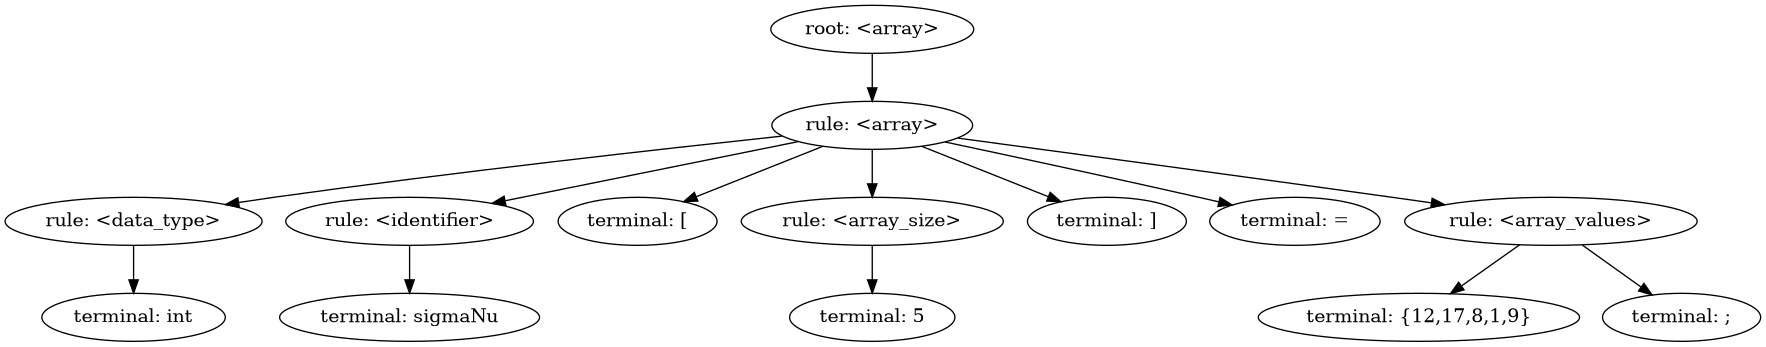 root: <array>
rule: <array>
rule: <data_type>
rule: <identifier>
terminal: [
rule: <array_size>
terminal: ]
terminal: =
rule: <array_values>
terminal: int
terminal: sigmaNu
terminal: 5
terminal: {12,17,8,1,9}
terminal: ;